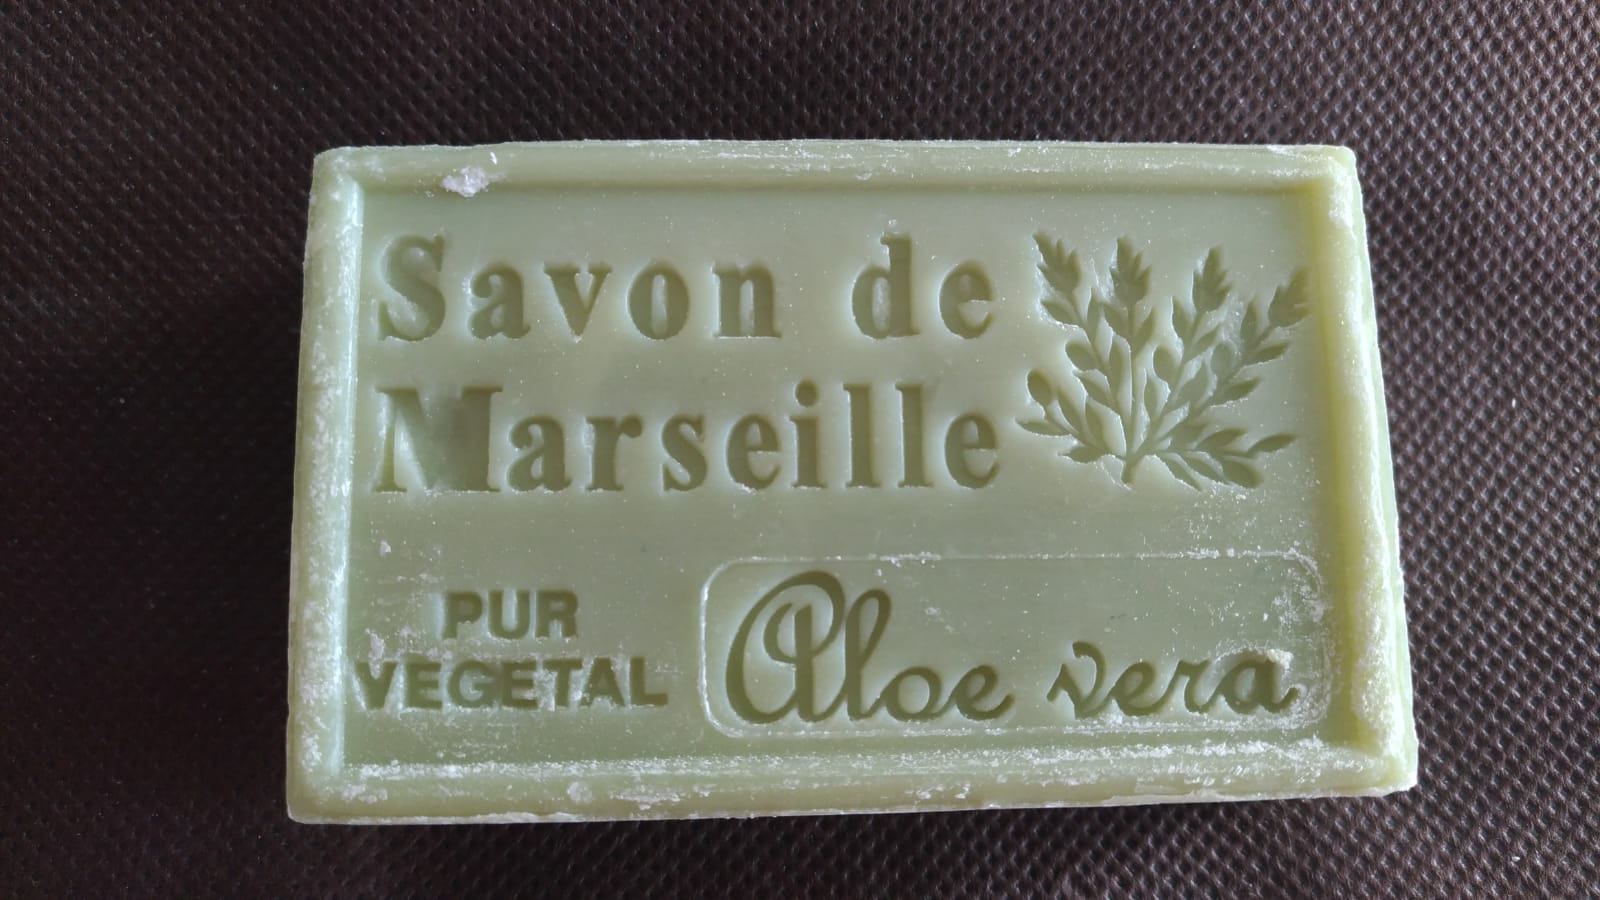 Savon de
Marseille
PUR
VEGETAL
Aloe vera